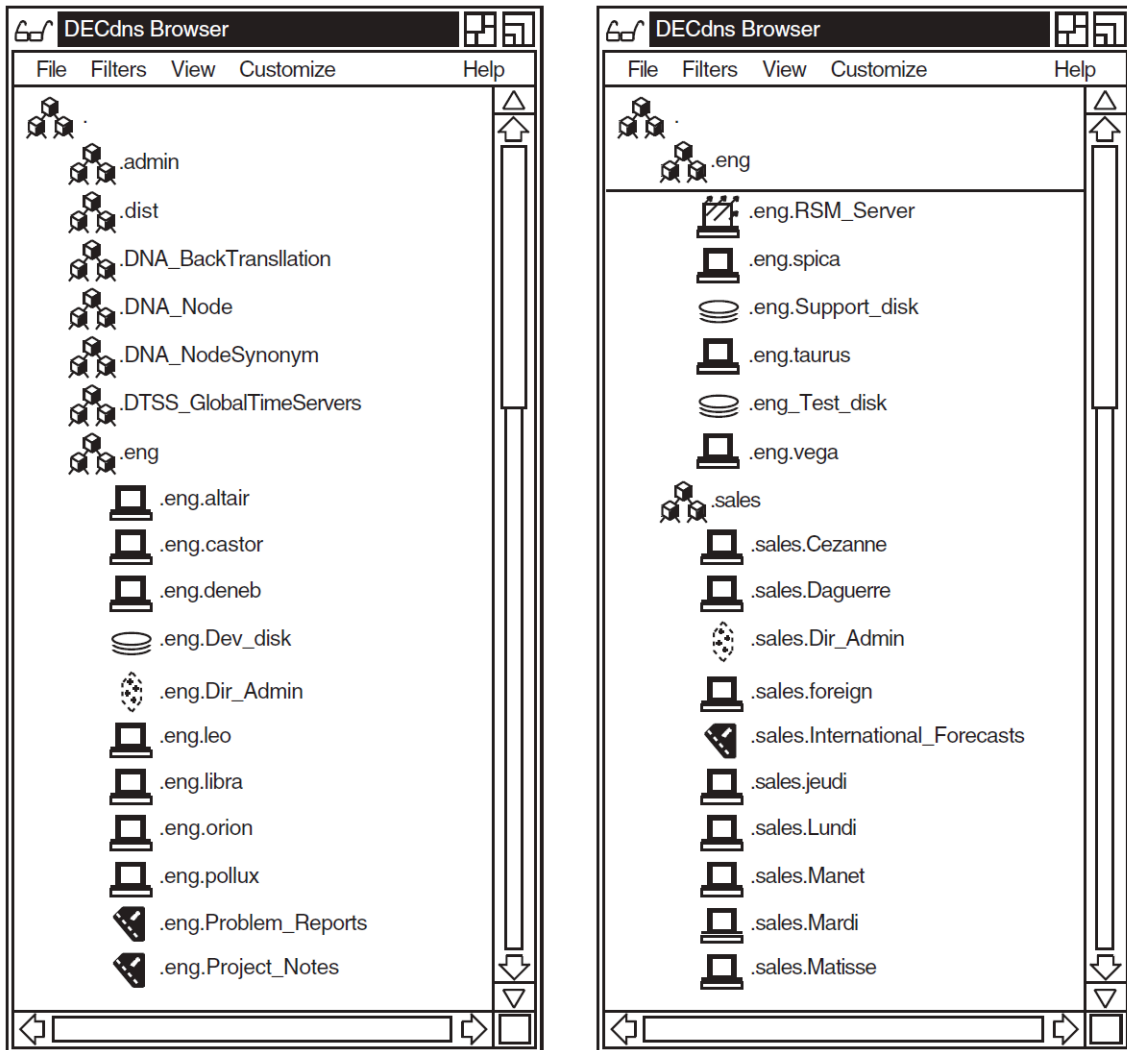 DECdns Browser
File Filters View Customize Help
.
.admin
.dist
.DNA_BackTransllation
.DNA_Node
.DNA_NodeSynonym
.DTSS_GlobalTimeServers
.eng
.eng.altair
.eng.castor
.eng.deneb
.eng.Dev_disk
.eng.Dir_Admin
.eng.leo
.eng.libra
.eng.orion
.eng.pollux
.eng.Problem_Reports
.eng.Project_Notes
DECdns Browser
File Filters View Customize Help
.
.eng
.eng.RSM_Server
.eng.spica
.eng.Support_disk
.eng.taurus
.eng_Test_disk
.eng.vega
.sales
.sales.Cezanne
.sales.Daguerre
.sales.Dir_Admin
.sales.foreign
.sales.International_Forecasts
.sales.jeudi
.sales.Lundi
.sales.Manet
.sales.Mardi
.sales.Matisse